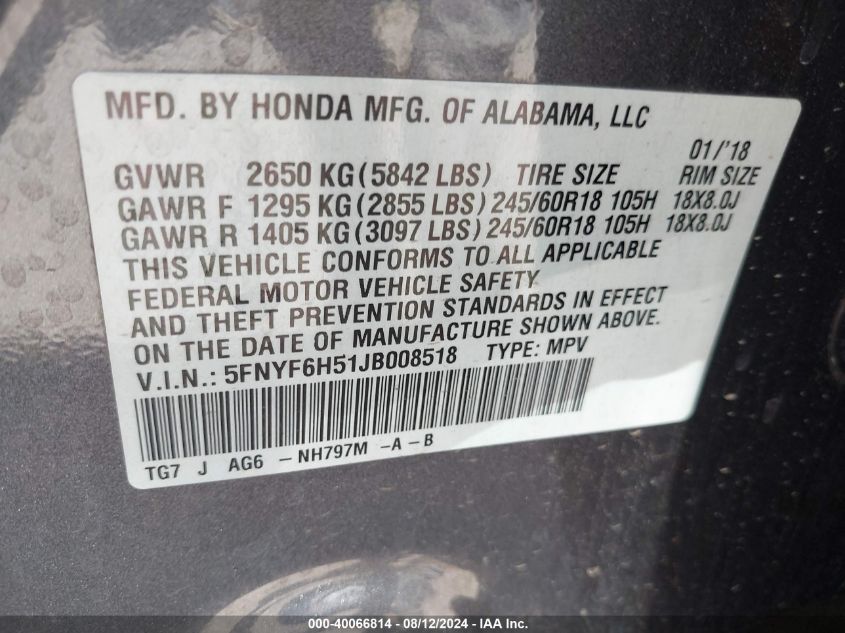 MFD. BY HONDA MFG. OF ALABAMA, LLC
01/'18
GVWR 2650 KG (5842 LBS) TIRE SIZE RIM SIZE
GAWR F 1295 KG (2855 LBS) 245/60R18 105H 18X8.0J
GAWR R 1405 KG (3097 LBS) 245/60R18 105H 18X8.0J
THIS VEHICLE CONFORMS TO ALL APPLICABLE
FEDERAL MOTOR VEHICLE SAFETY
AND THEFT PREVENTION STANDARDS IN EFFECT
ON THE DATE OF MANUFACTURE SHOWN ABOVE.
V.I.N.: 5FNYF6H51JB008518 TYPE: MPV
TG7 J AG6 -NH797M -A-B
000-40066814 - 08/12/2024 - IAA Inc.